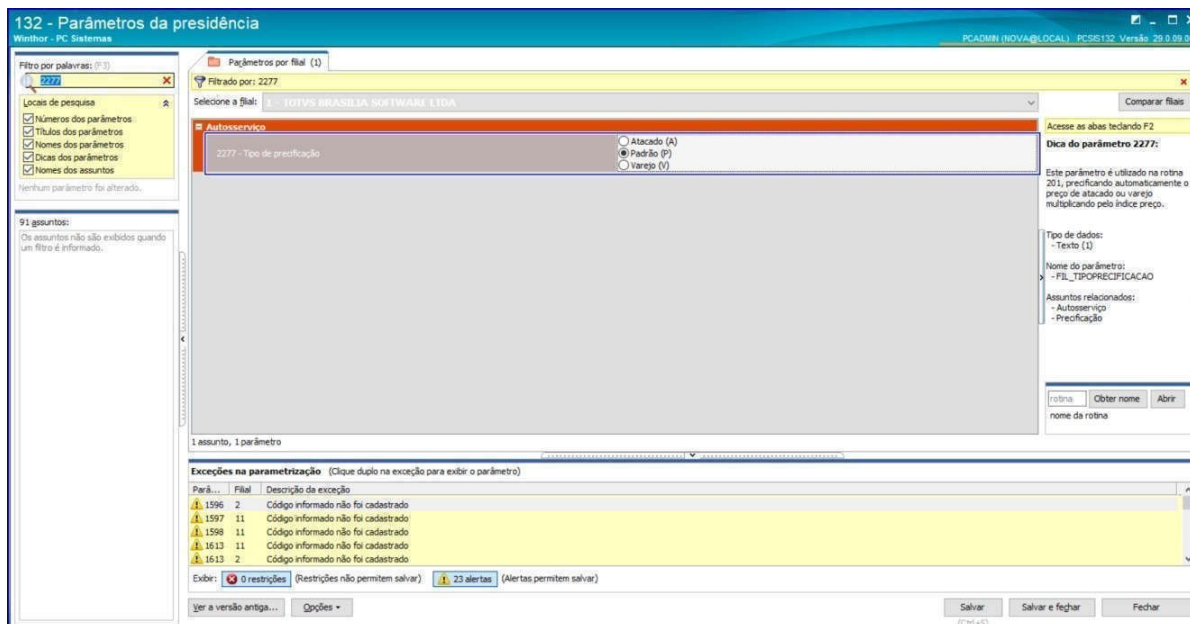 132 - Parâmetros da presidência
Winthor - PC Sistemas
PCADMIN (NOVA@LOCAL) PCSIS132 Versão 29.0.09.0
Filtro por palavras: (F3)
2277
Locais de pesquisa
Números dos parâmetros
Títulos dos parâmetros
Nomes dos parâmetros
Dicas dos parâmetros
Nomes dos assuntos
Nenhum parâmetro foi alterado.
91 assuntos:
Os assuntos não são exibidos quando
um filtro é informado.
Parâmetros por filial (1)
Filtrado por: 2277
Selecione a filial: 1 - TOTVS BRASILIA SOFTWARE LTDA
Comparar filiais
Autosserviço
2277 - Tipo de precificação
Atacado (A)
Padrão (P)
Varejo (V)
1 assunto, 1 parâmetro
Acesse as abas teclando F2
Dica do parâmetro 2277:
Este parâmetro é utilizado na rotina
201, precificando automaticamente o
preço de atacado ou varejo
multiplicando pelo índice preço.
Tipo de dados:
- Texto (1)
Nome do parâmetro:
- FIL_TIPOPRECIFICACAO
Assuntos relacionados:
- Autosserviço
- Precificação
rotina Obter nome Abrir
nome da rotina
Exceções na parametrização (Clique duplo na exceção para exibir o parâmetro)
Parâ... Filial Descrição da exceção
1596 2 Código informado não foi cadastrado
1597 11 Código informado não foi cadastrado
1598 11 Código informado não foi cadastrado
1613 11 Código informado não foi cadastrado
1613 2 Código informado não foi cadastrado
Exibir: 0 restrições (Restrições não permitem salvar) 23 alertas (Alertas permitem salvar)
Ver a versão antiga... Opções Salvar Salvar e fechar Fechar
(Ctrl+S)